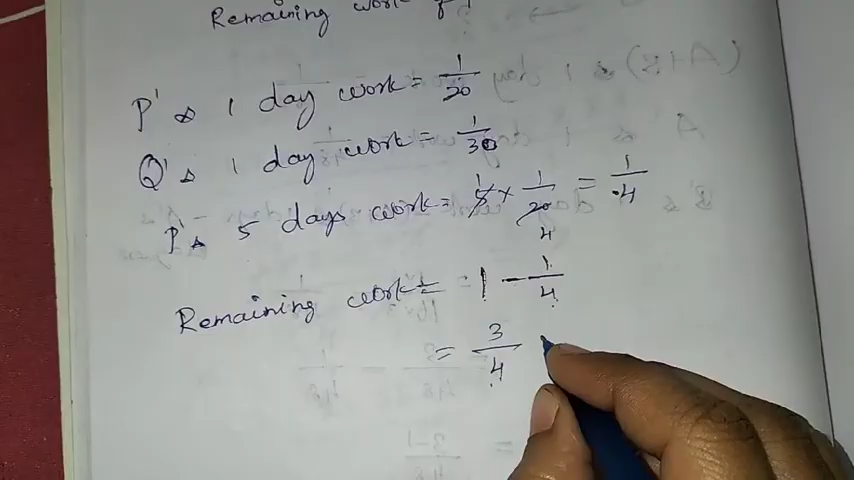 Remaining work of
P's 1 day work = 1/20
Q's 1 day work = 1/30
P's 5 days work = 5 × 1/20 = 1/4
Remaining work = 1 - 1/4
= 3/4